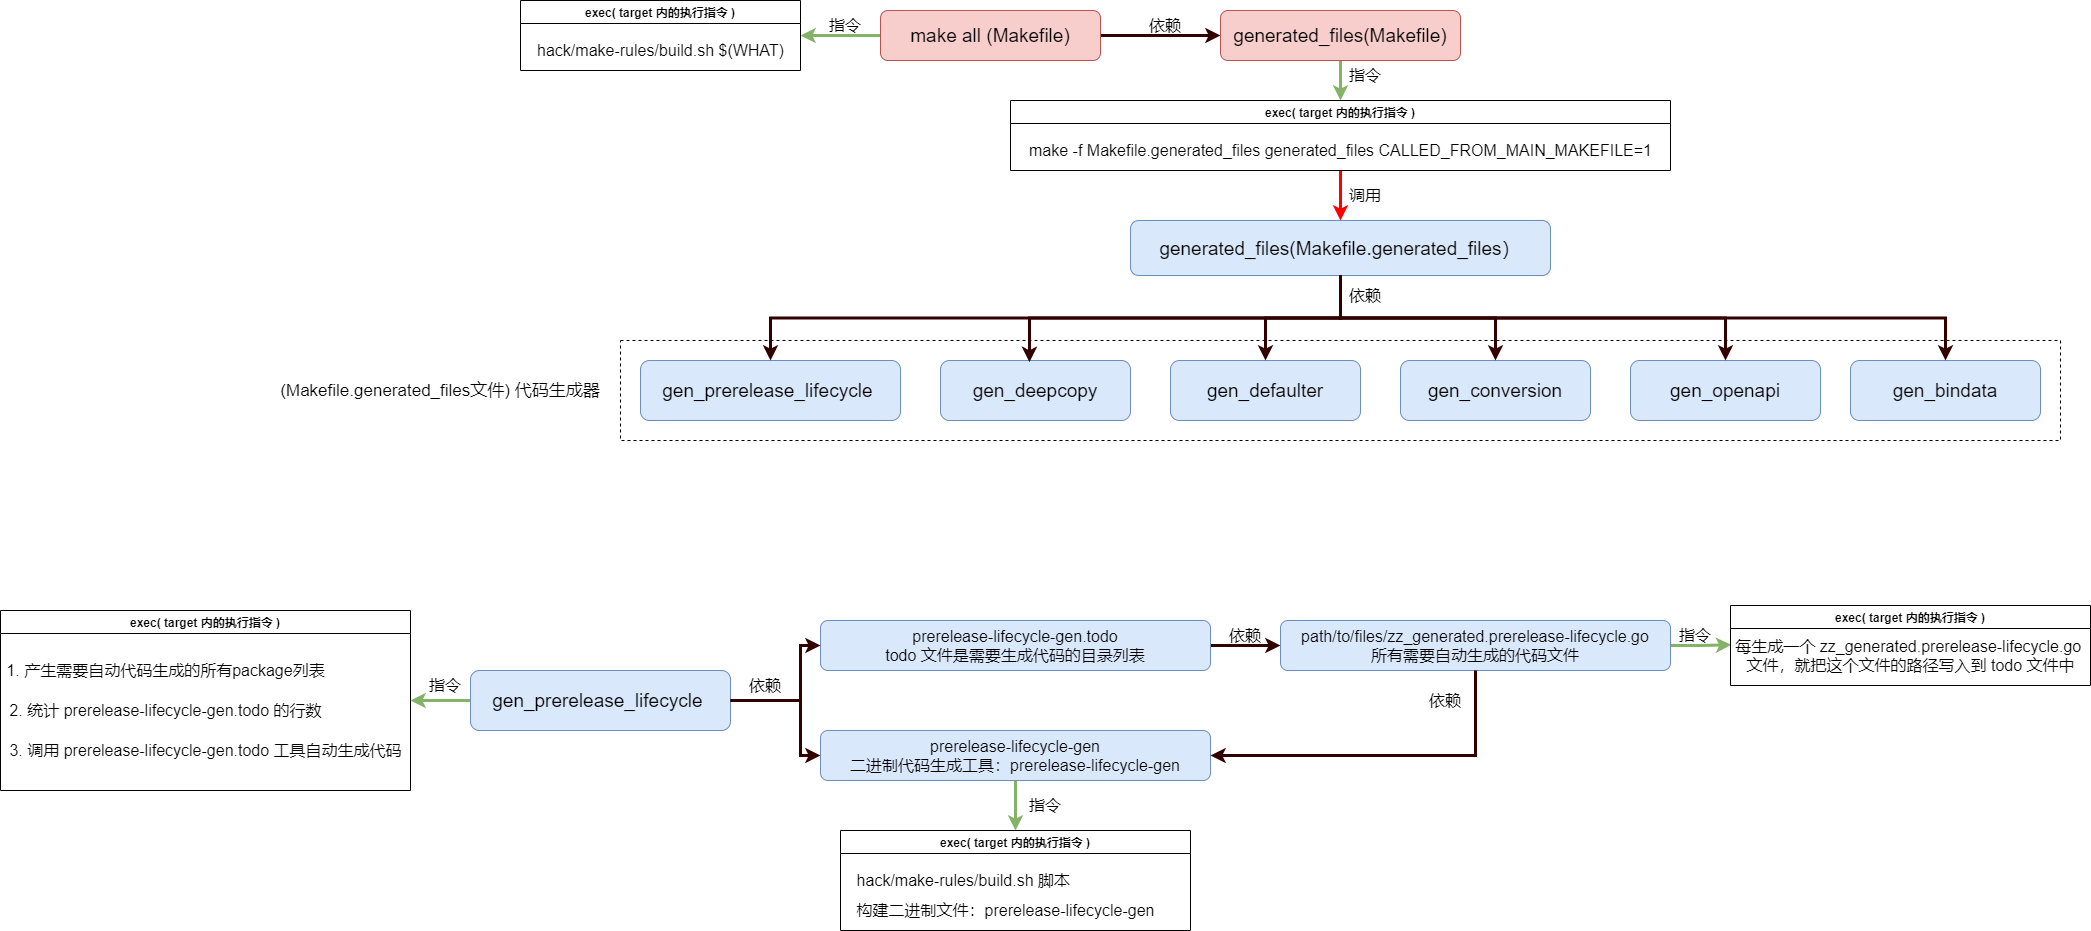 exec( target 内的执行指令 )
hack/make-rules/build.sh $(WHAT)
指令
make all (Makefile)
依赖
generated_files(Makefile)
指令
exec( target 内的执行指令 )
make -f Makefile.generated_files generated_files CALLED_FROM_MAIN_MAKEFILE=1
调用
generated_files(Makefile.generated_files)
依赖
(Makefile.generated_files文件) 代码生成器
gen_prerelease_lifecycle
gen_deepcopy
gen_defaulter
gen_conversion
gen_openapi
gen_bindata
exec( target 内的执行指令 )
1. 产生需要自动代码生成的所有package列表
2. 统计 prerelease-lifecycle-gen.todo 的行数
3. 调用 prerelease-lifecycle-gen.todo 工具自动生成代码
指令
gen_prerelease_lifecycle
依赖
prerelease-lifecycle-gen.todo
todo 文件是需要生成代码的目录列表
依赖
path/to/files/zz_generated.prerelease-lifecycle.go
所有需要自动生成的代码文件
指令
exec( target 内的执行指令 )
每生成一个 zz_generated.prerelease-lifecycle.go
文件，就把这个文件的路径写入到 todo 文件中
依赖
prerelease-lifecycle-gen
二进制代码生成工具：prerelease-lifecycle-gen
指令
exec( target 内的执行指令 )
hack/make-rules/build.sh 脚本
构建二进制文件：prerelease-lifecycle-gen